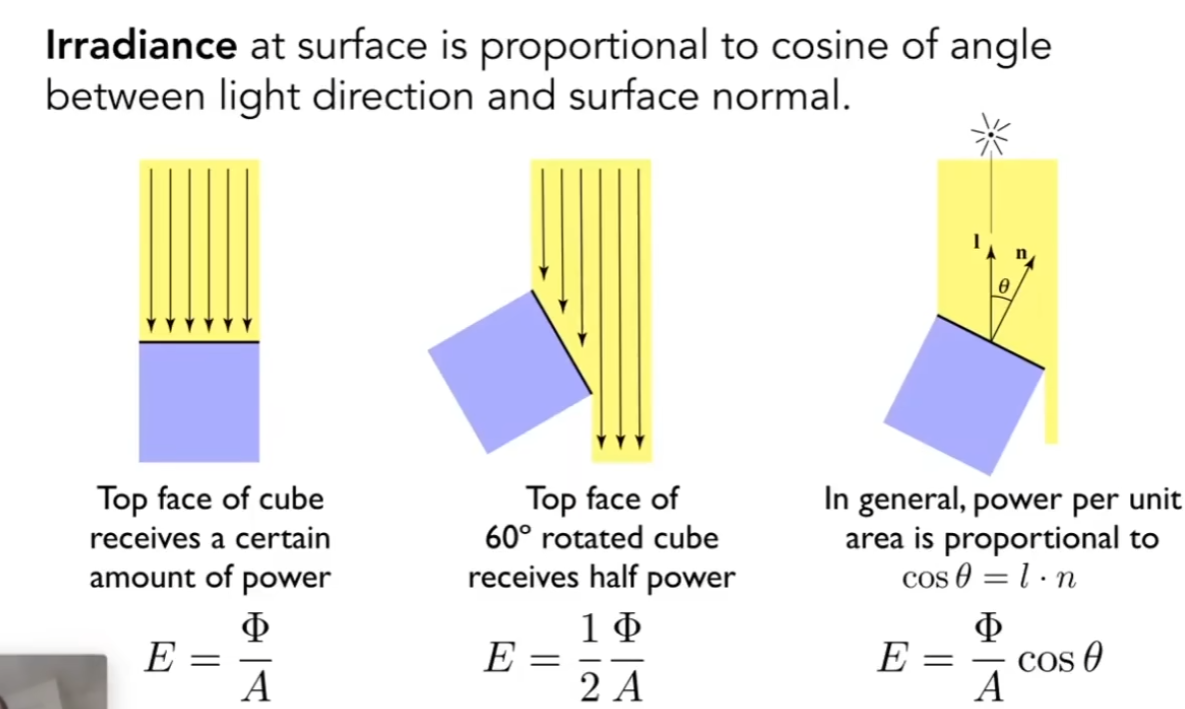 Irradiance at surface is proportional to cosine of angle
between light direction and surface normal.
l
n
θ
Top face of cube
receives a certain
amount of power
E = Φ/A
Top face of
60° rotated cube
receives half power
E = 1/2 Φ/A
In general, power per unit
area is proportional to
cos θ = l · n
E = Φ/A cos θ